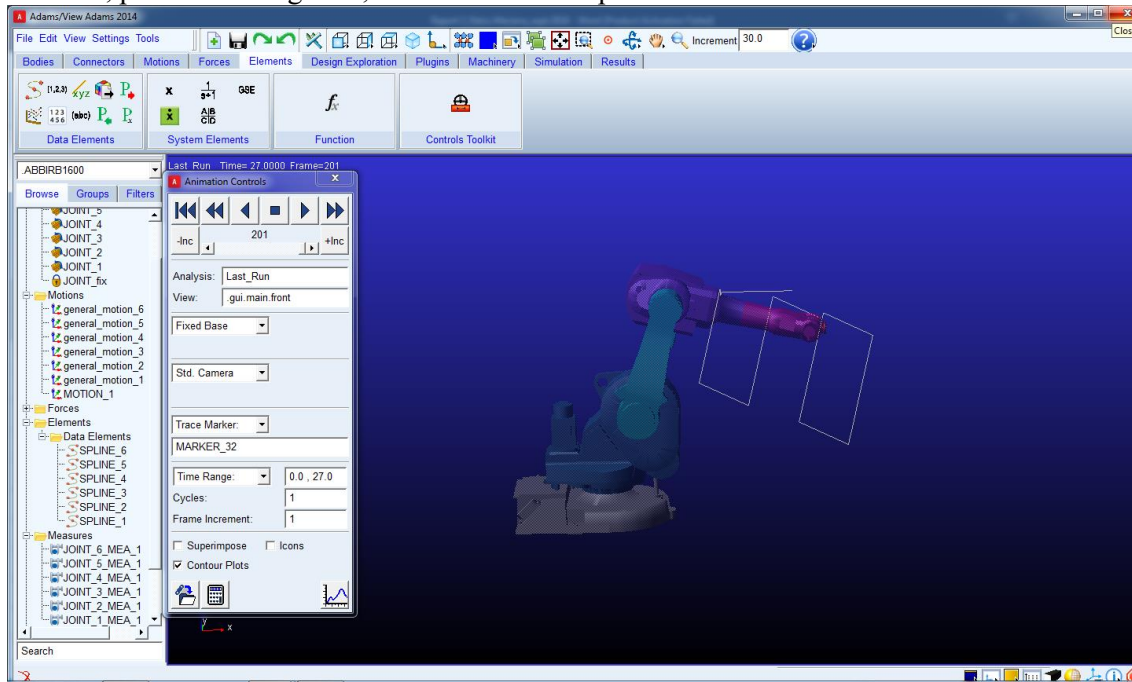 Adams/View Adams 2014
Clos
File Edit View Settings Tools
Increment 30.0
Bodies Connectors Motions Forces Elements Design Exploration Plugins Machinery Simulation Results
Data Elements System Elements Function Controls Toolkit
ABBIRB1600
Last_Run Time= 27.0000 Frame=201
Animation Controls
Browse Groups Filters
JOINT_5
JOINT_4
JOINT_3
JOINT_2
JOINT_1
JOINT_fix
Motions
general_motion_6
general_motion_5
general_motion_4
general_motion_3
general_motion_2
general_motion_1
MOTION_1
Forces
Elements
Data Elements
SPLINE_6
SPLINE_5
SPLINE_4
SPLINE_3
SPLINE_2
SPLINE_1
Measures
JOINT_6_MEA_1
JOINT_5_MEA_1
JOINT_4_MEA_1
JOINT_3_MEA_1
JOINT_2_MEA_1
JOINT_1_MEA_1
Search
-Inc 201 +Inc
Analysis: Last_Run
View: .gui.main.front
Fixed Base
Std. Camera
Trace Marker:
MARKER_32
Time Range: 0.0 , 27.0
Cycles: 1
Frame Increment: 1
Superimpose Icons
Contour Plots
y
x